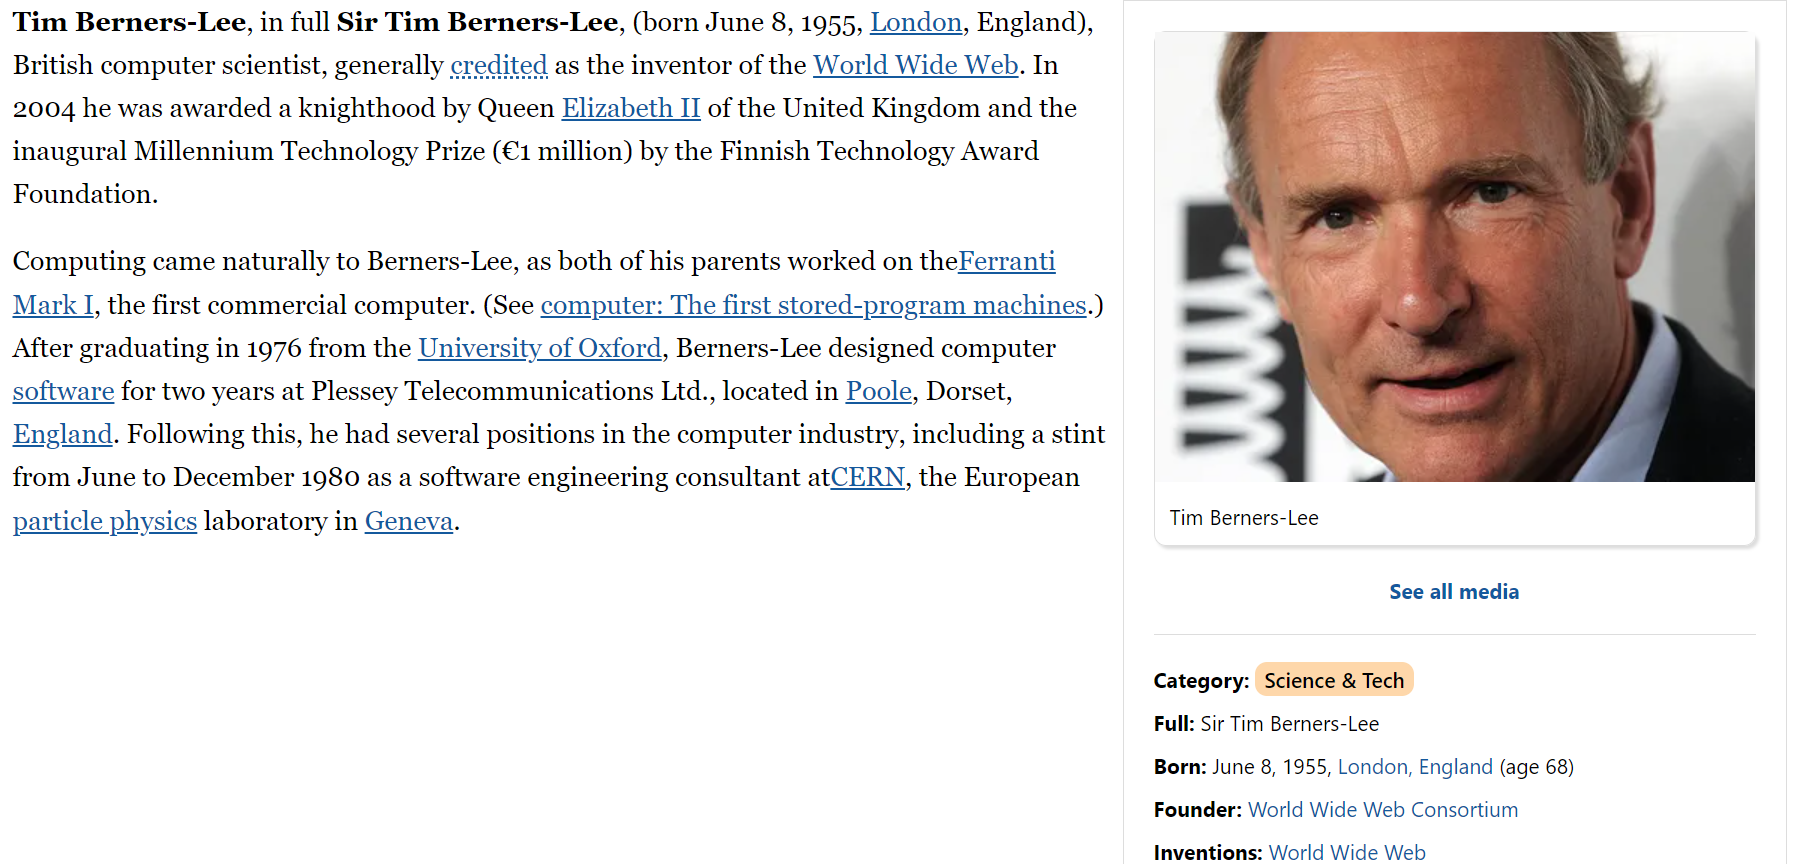 Tim Berners-Lee, in full Sir Tim Berners-Lee, (born June 8, 1955, London, England),
British computer scientist, generally credited as the inventor of the World Wide Web. In
2004 he was awarded a knighthood by Queen Elizabeth II of the United Kingdom and the
inaugural Millennium Technology Prize (€1 million) by the Finnish Technology Award
Foundation.
Computing came naturally to Berners-Lee, as both of his parents worked on theFerranti
Mark I, the first commercial computer. (See computer: The first stored-program machines.)
After graduating in 1976 from the University of Oxford, Berners-Lee designed computer
software for two years at Plessey Telecommunications Ltd., located in Poole, Dorset,
England. Following this, he had several positions in the computer industry, including a stint
from June to December 1980 as a software engineering consultant atCERN, the European
particle physics laboratory in Geneva.
Tim Berners-Lee
See all media
Category: Science & Tech
Full: Sir Tim Berners-Lee
Born: June 8, 1955, London, England (age 68)
Founder: World Wide Web Consortium
Inventions: World Wide Web